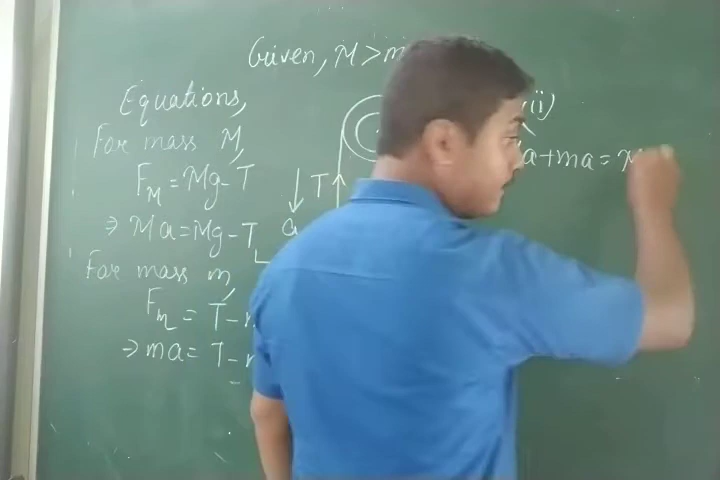 Given, M>m
Equations,
For mass M,
F_M = Mg-T
⇒ Ma = Mg-T
For mass m,
F_m = T-
⇒ ma = T-
T
a
(ii)
a+ma =